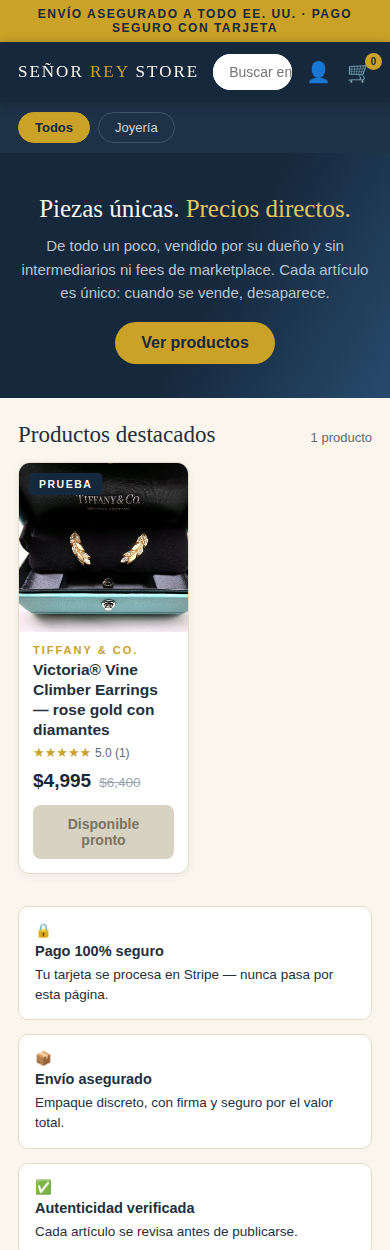 ENVÍO ASEGURADO A TODO EE. UU. · PAGO
SEGURO CON TARJETA
SEÑOR REY STORE
Buscar en
0
Todos
Joyería
Piezas únicas. Precios directos.
De todo un poco, vendido por su dueño y sin
intermediarios ni fees de marketplace. Cada artículo
es único: cuando se vende, desaparece.
Ver productos
Productos destacados
1 producto
PRUEBA
TIFFANY & CO.
TIFFANY & CO.
Victoria® Vine
Climber Earrings
— rose gold con
diamantes
★★★★★ 5.0 (1)
$4,995 $6,400
Disponible
pronto
Pago 100% seguro
Tu tarjeta se procesa en Stripe — nunca pasa por
esta página.
Envío asegurado
Empaque discreto, con firma y seguro por el valor
total.
Autenticidad verificada
Cada artículo se revisa antes de publicarse.